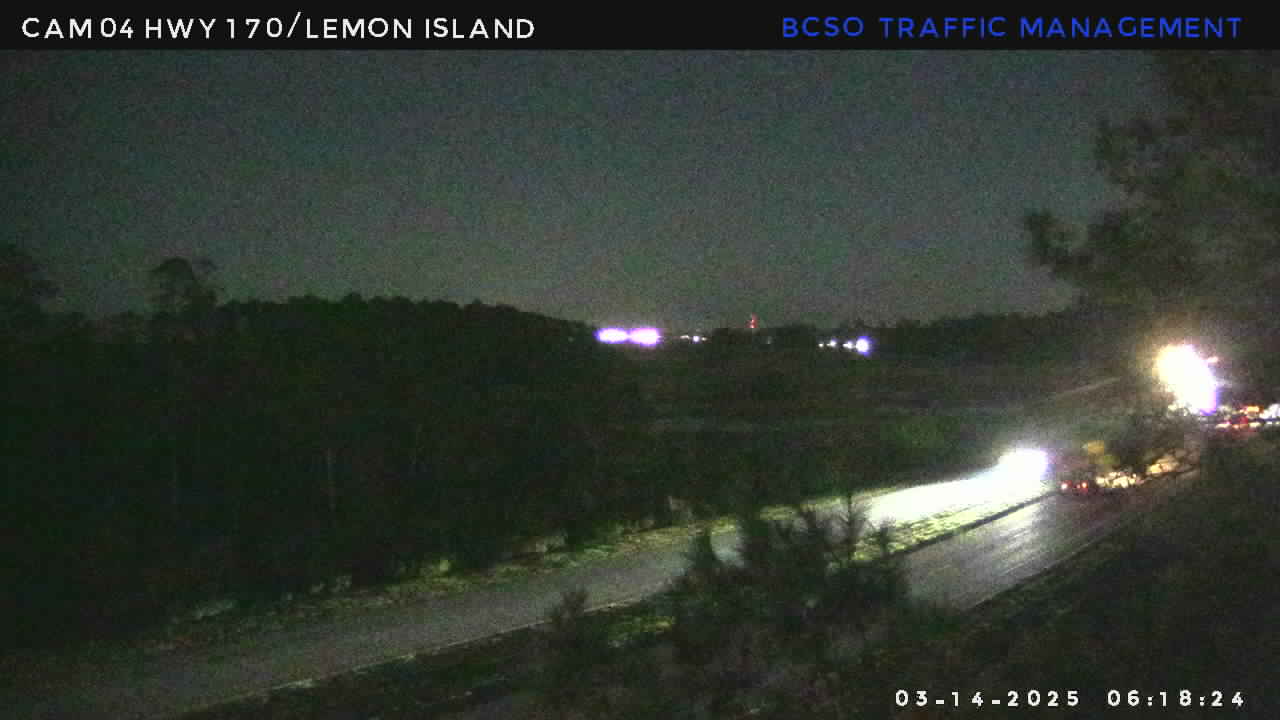 CAM04 HWY 170/LEMON ISLAND
BCSO TRAFFIC MANAGEMENT
03-14-2025 06:18:24